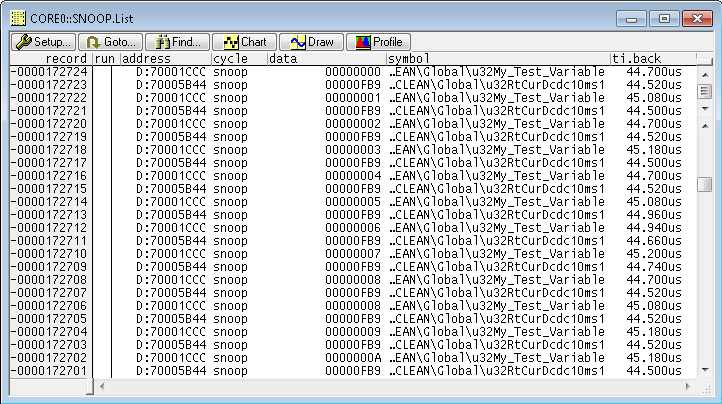 CORE0::SNOOP.List
Setup... Goto... Find... Chart Draw Profile
record run address cycle data symbol ti.back
-0000172724 D:70001CCC snoop 00000000 ..EAN\Global\u32My_Test_Variable 44.700us
-0000172723 D:70005B44 snoop 00000FB9 ..CLEAN\Global\u32RtCurDcdc10ms1 44.520us
-0000172722 D:70001CCC snoop 00000001 ..EAN\Global\u32My_Test_Variable 45.080us
-0000172721 D:70005B44 snoop 00000FB9 ..CLEAN\Global\u32RtCurDcdc10ms1 44.500us
-0000172720 D:70001CCC snoop 00000002 ..EAN\Global\u32My_Test_Variable 44.700us
-0000172719 D:70005B44 snoop 00000FB9 ..CLEAN\Global\u32RtCurDcdc10ms1 44.520us
-0000172718 D:70001CCC snoop 00000003 ..EAN\Global\u32My_Test_Variable 45.180us
-0000172717 D:70005B44 snoop 00000FB9 ..CLEAN\Global\u32RtCurDcdc10ms1 44.500us
-0000172716 D:70001CCC snoop 00000004 ..EAN\Global\u32My_Test_Variable 44.700us
-0000172715 D:70005B44 snoop 00000FB9 ..CLEAN\Global\u32RtCurDcdc10ms1 44.520us
-0000172714 D:70001CCC snoop 00000005 ..EAN\Global\u32My_Test_Variable 45.080us
-0000172713 D:70005B44 snoop 00000FB9 ..CLEAN\Global\u32RtCurDcdc10ms1 44.960us
-0000172712 D:70001CCC snoop 00000006 ..EAN\Global\u32My_Test_Variable 44.940us
-0000172711 D:70005B44 snoop 00000FB9 ..CLEAN\Global\u32RtCurDcdc10ms1 44.660us
-0000172710 D:70001CCC snoop 00000007 ..EAN\Global\u32My_Test_Variable 45.200us
-0000172709 D:70005B44 snoop 00000FB9 ..CLEAN\Global\u32RtCurDcdc10ms1 44.740us
-0000172708 D:70001CCC snoop 00000008 ..EAN\Global\u32My_Test_Variable 44.700us
-0000172707 D:70005B44 snoop 00000FB9 ..CLEAN\Global\u32RtCurDcdc10ms1 44.520us
-0000172706 D:70001CCC snoop 00000008 ..EAN\Global\u32My_Test_Variable 45.080us
-0000172705 D:70005B44 snoop 00000FB9 ..CLEAN\Global\u32RtCurDcdc10ms1 44.520us
-0000172704 D:70001CCC snoop 00000009 ..EAN\Global\u32My_Test_Variable 45.180us
-0000172703 D:70005B44 snoop 00000FB9 ..CLEAN\Global\u32RtCurDcdc10ms1 44.520us
-0000172702 D:70001CCC snoop 0000000A ..EAN\Global\u32My_Test_Variable 45.180us
-0000172701 D:70005B44 snoop 00000FB9 ..CLEAN\Global\u32RtCurDcdc10ms1 44.500us